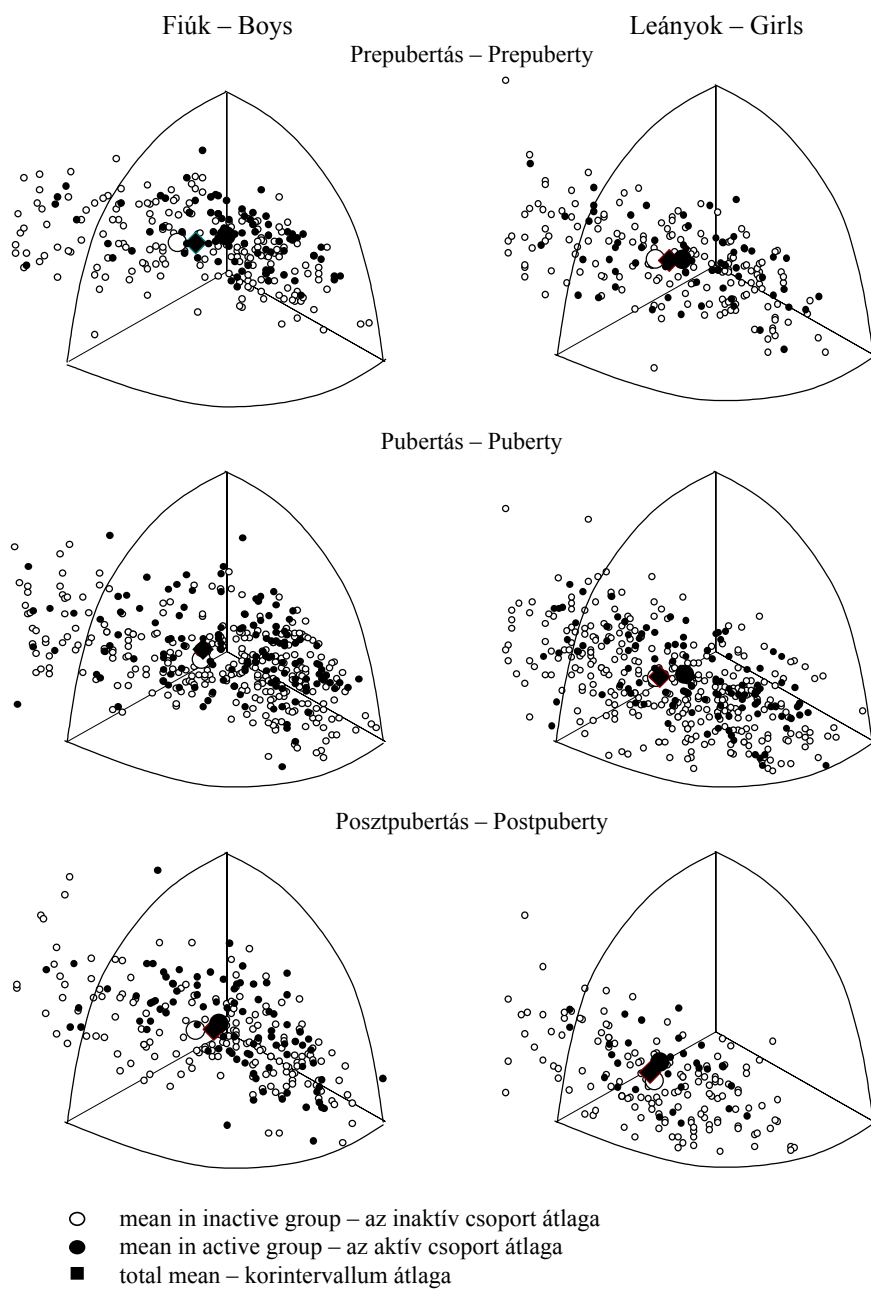 Fiúk – Boys
Leányok – Girls
Prepubertás – Prepuberty
Pubertás – Puberty
Posztpubertás – Postpuberty
mean in inactive group – az inaktív csoport átlaga
mean in active group – az aktív csoport átlaga
total mean – korintervallum átlaga